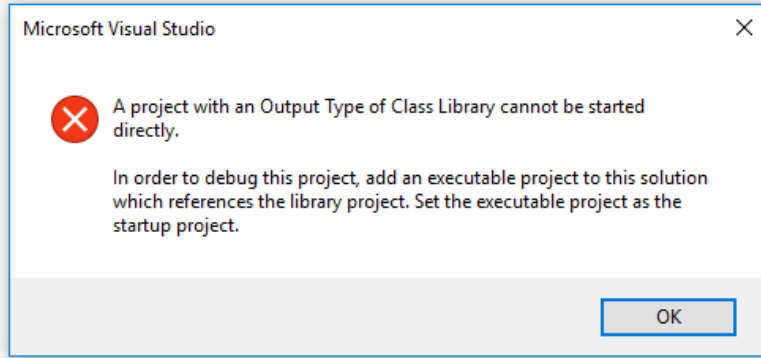 Microsoft Visual Studio
A project with an Output Type of Class Library cannot be started
directly.
In order to debug this project, add an executable project to this solution
which references the library project. Set the executable project as the
startup project.
OK